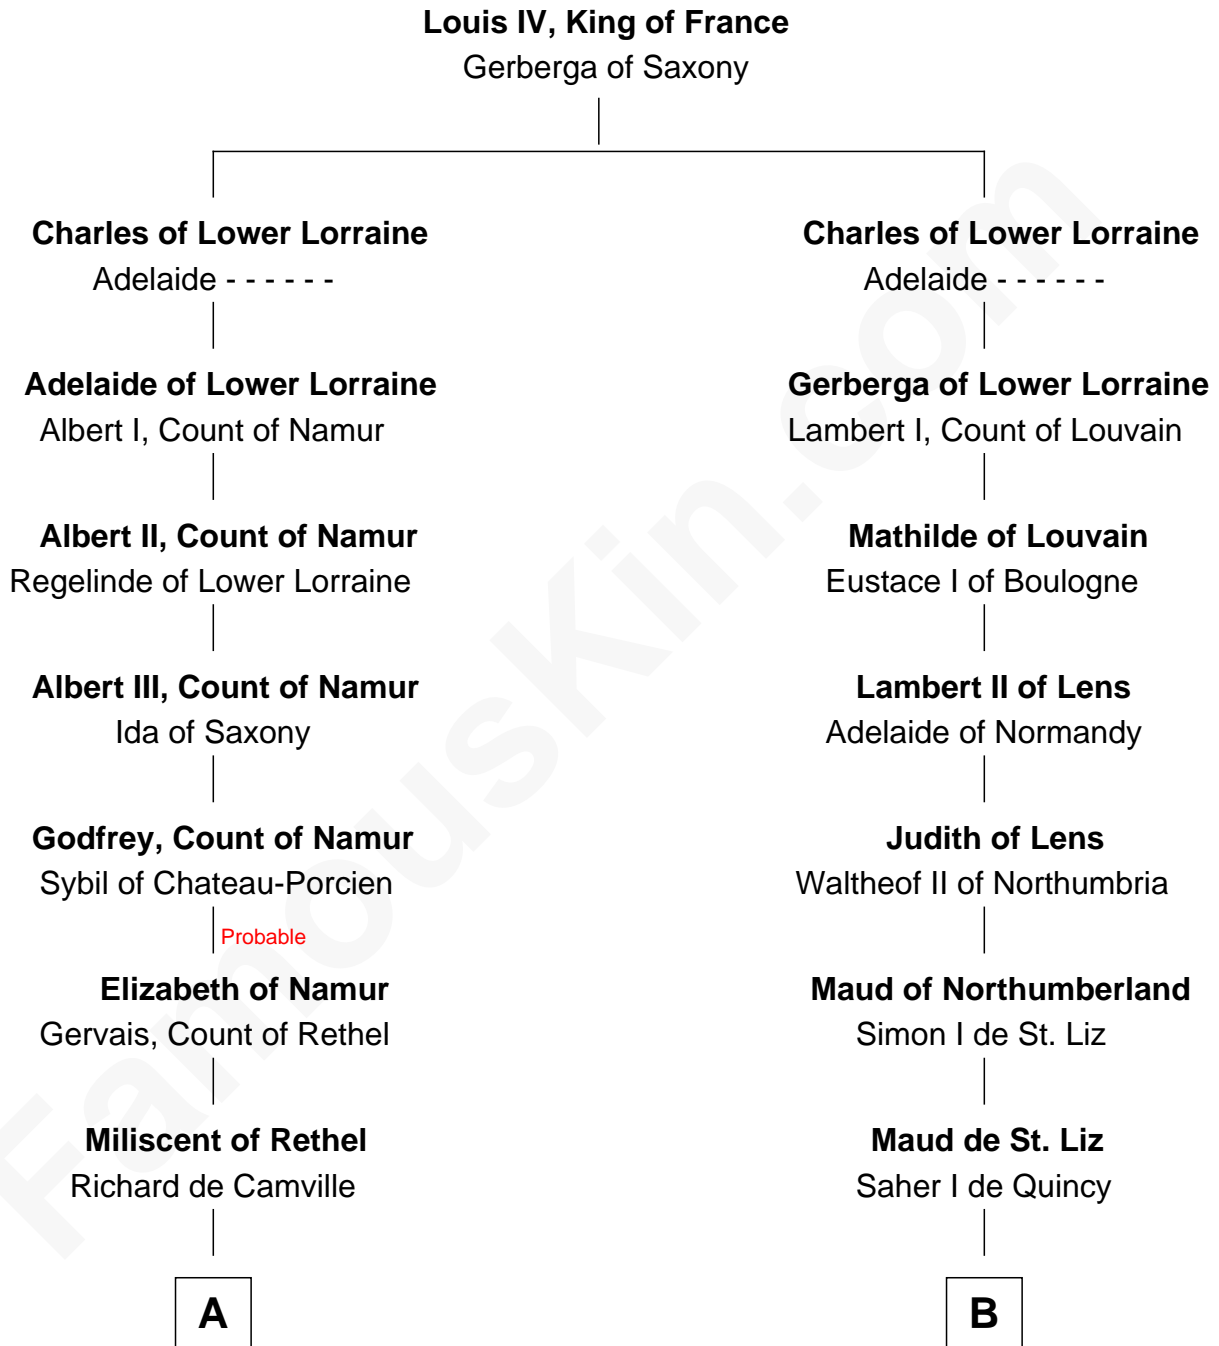 Louis IV, King of France
Gerberga of Saxony
Charles of Lower Lorraine
Adelaide - - - - - -
Charles of Lower Lorraine
Adelaide - - - - - -
Adelaide of Lower Lorraine
Albert I, Count of Namur
Gerberga of Lower Lorraine
Lambert I, Count of Louvain
Albert II, Count of Namur
Regelinde of Lower Lorraine
Mathilde of Louvain
Eustace I of Boulogne
Albert III, Count of Namur
Ida of Saxony
Lambert II of Lens
Adelaide of Normandy
Godfrey, Count of Namur
Sybil of Chateau-Porcien
Judith of Lens
Waltheof II of Northumbria
Probable
Elizabeth of Namur
Gervais, Count of Rethel
Maud of Northumberland
Simon I de St. Liz
Miliscent of Rethel
Richard de Camville
Maud de St. Liz
Saher I de Quincy
A
B
FamousKin.com